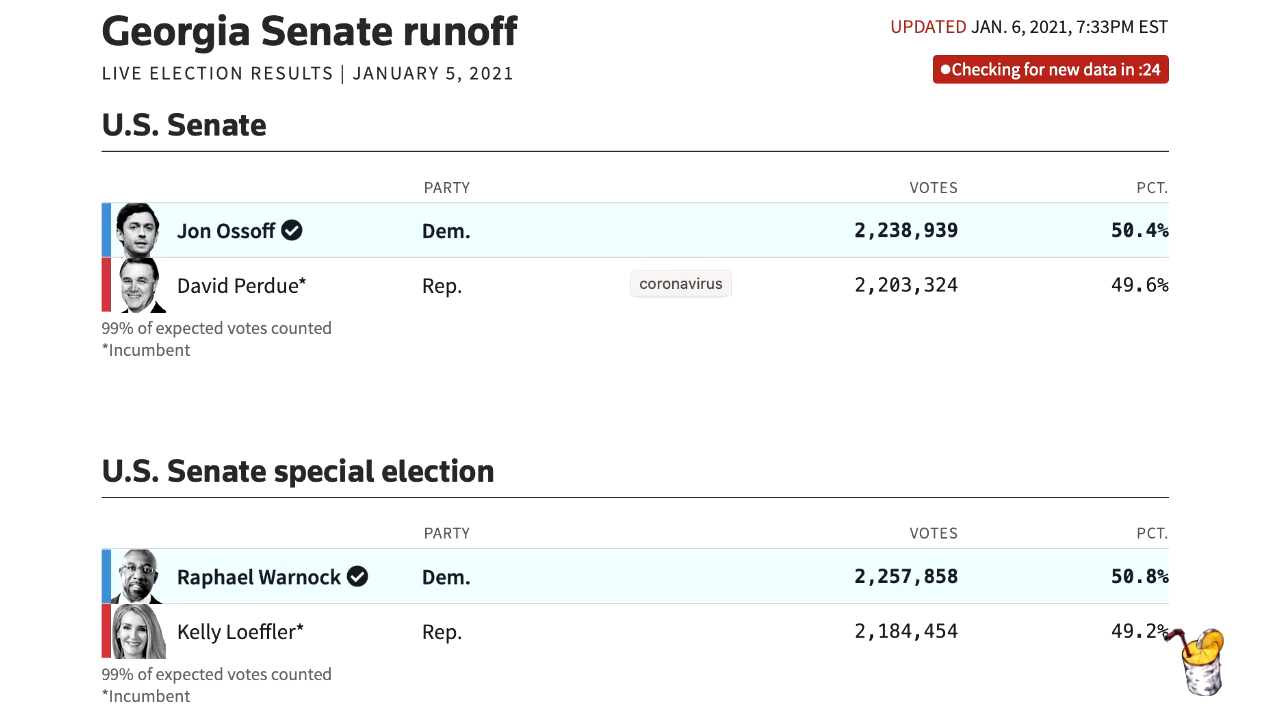 Georgia Senate runoff
UPDATED JAN. 6, 2021, 7:33PM EST
LIVE ELECTION RESULTS | JANUARY 5, 2021
Checking for new data in :24
U.S. Senate
PARTY VOTES PCT.
Jon Ossoff Dem. 2,238,939 50.4%
David Perdue* Rep. coronavirus 2,203,324 49.6%
99% of expected votes counted
*Incumbent
U.S. Senate special election
PARTY VOTES PCT.
Raphael Warnock Dem. 2,257,858 50.8%
Kelly Loeffler* Rep. 2,184,454 49.2%
99% of expected votes counted
*Incumbent